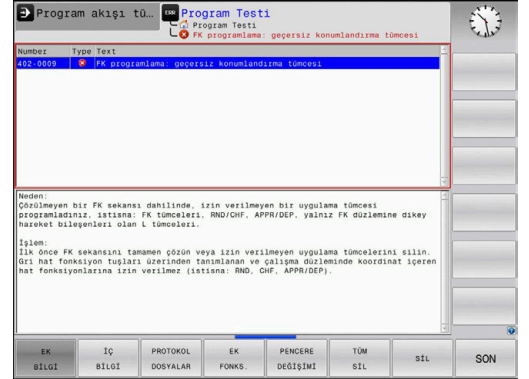 Program akışı tü...
ERR
Program Testi
Program Testi
FK programlama: geçersiz konumlandırma tümcesi
Number Type Text
402-0009 FK programlama: geçersiz konumlandırma tümcesi
Neden:
Çözülmeyen bir FK sekansı dahilinde, izin verilmeyen bir uygulama tümcesi
programladınız, istisna: FK tümceleri, RND/CHF, APPR/DEP, yalnız FK düzlemine dikey
hareket bileşenleri olan L tümceleri.
İşlem:
İlk önce FK sekansını tamamen çözün veya izin verilmeyen uygulama tümcelerini silin.
Gri hat fonksiyon tuşları üzerinden tanımlanan ve çalışma düzleminde koordinat içeren
hat fonksiyonlarına izin verilmez (istisna: RND, CHF, APPR/DEP).
EK
BİLGİ
İÇ
BİLGİ
PROTOKOL
DOSYALAR
EK
FONKS.
PENCERE
DEĞİŞİMİ
TÜM
SİL
SİL
SON